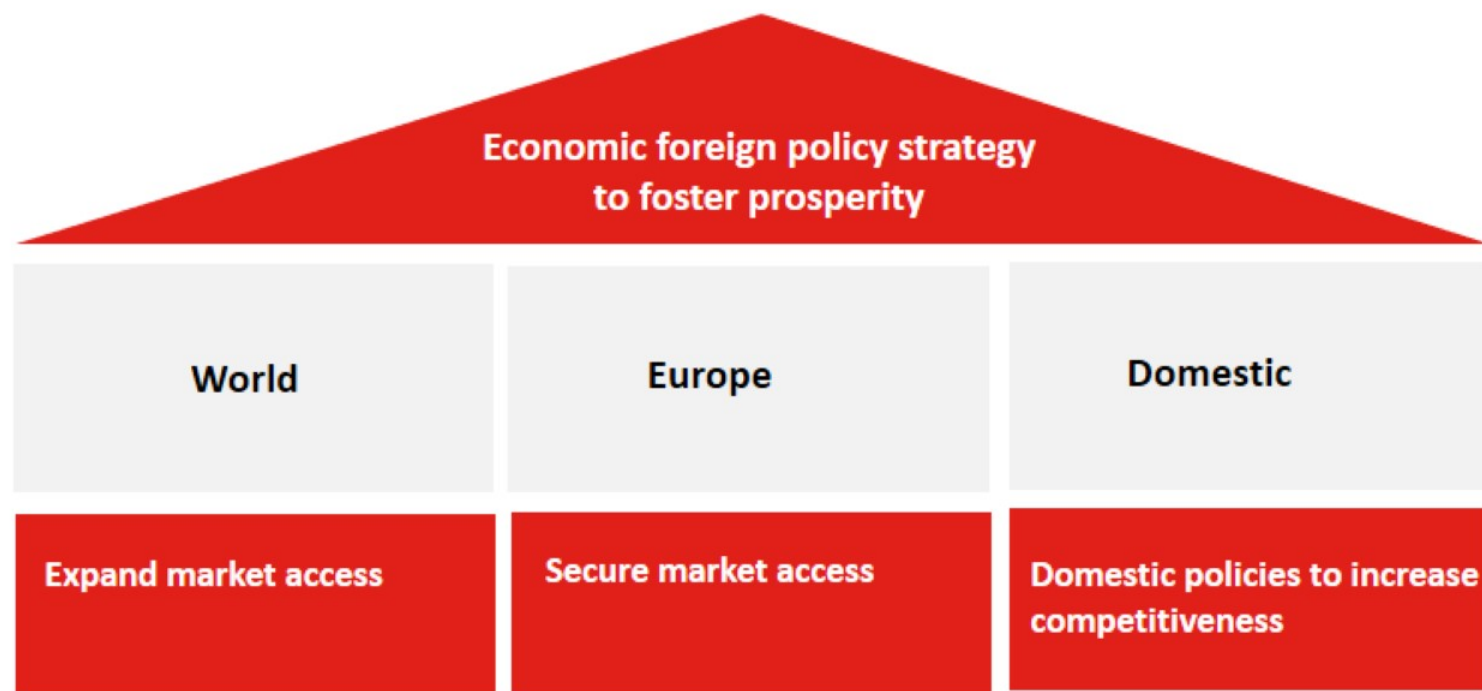 Economic foreign policy strategy
to foster prosperity
World
Europe
Domestic
Expand market access
Secure market access
Domestic policies to increase
competitiveness